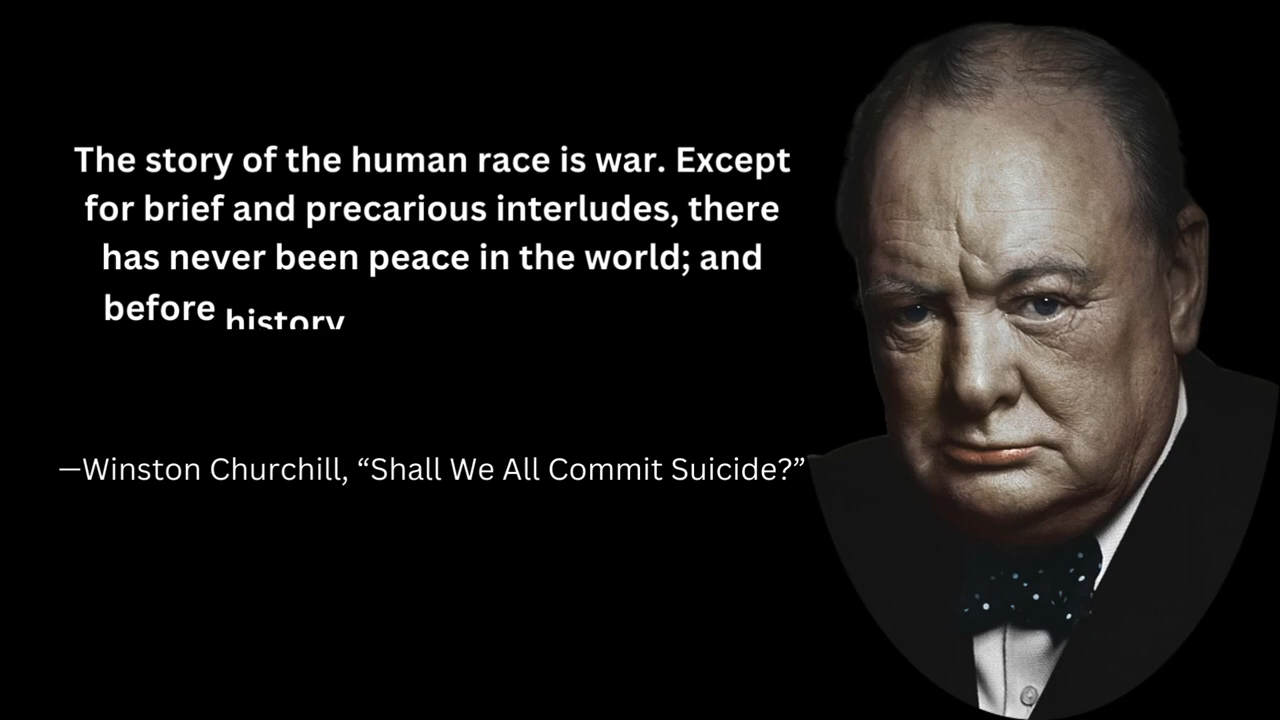 The story of the human race is war. Except
for brief and precarious interludes, there
has never been peace in the world; and
before history
—Winston Churchill, “Shall We All Commit Suicide?”